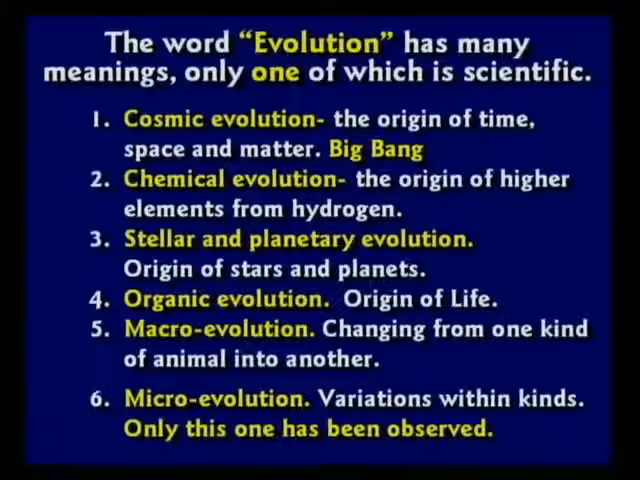 The word “Evolution” has many
meanings, only one of which is scientific.
1. Cosmic evolution- the origin of time,
space and matter. Big Bang
2. Chemical evolution- the origin of higher
elements from hydrogen.
3. Stellar and planetary evolution.
Origin of stars and planets.
4. Organic evolution. Origin of Life.
5. Macro-evolution. Changing from one kind
of animal into another.
6. Micro-evolution. Variations within kinds.
Only this one has been observed.